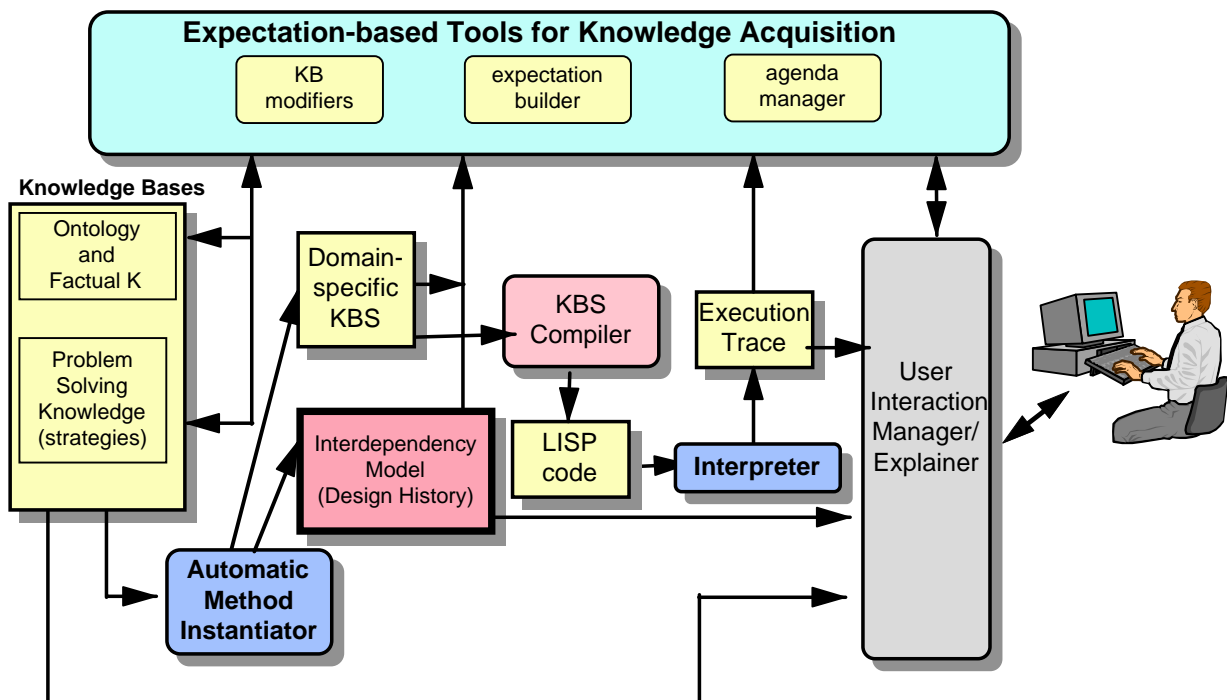 Expectation-based Tools for Knowledge Acquisition
KB
modifiers
expectation
builder
agenda
manager
Knowledge Bases
Ontology
and
Factual K
Problem
Solving
Knowledge
(strategies)
Domain-
specific
KBS
KBS
Compiler
Execution
Trace
Interdependency
Model
(Design History)
LISP
code
Interpreter
User
Interaction
Manager/
Explainer
Automatic
Method
Instantiator